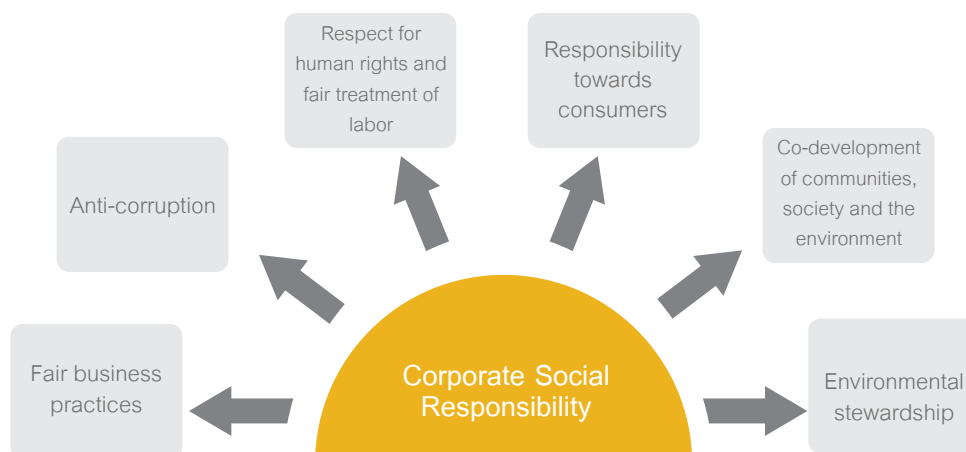 Respect for
human rights and
fair treatment of
labor
Responsibility
towards
consumers
Anti-corruption
Co-development
of communities,
society and the
environment
Fair business
practices
Corporate Social
Responsibility
Environmental
stewardship